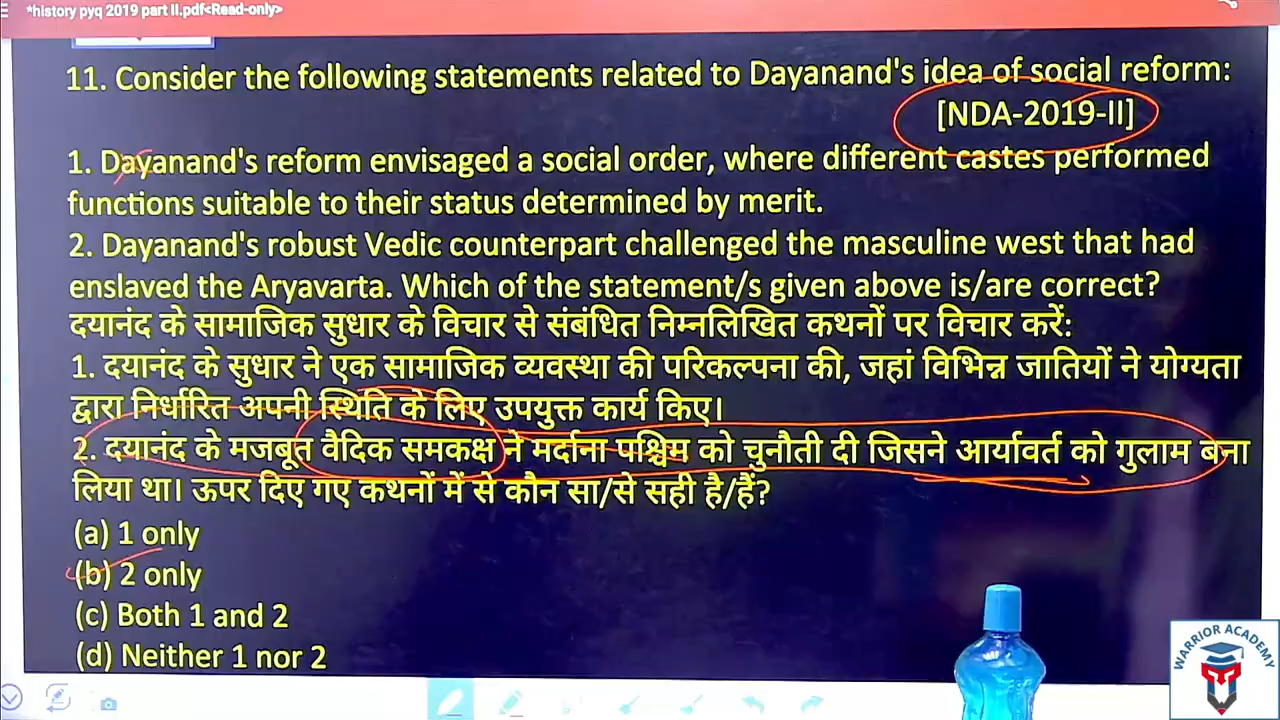 *history pyq 2019 part II.pdf<Read-only>
11. Consider the following statements related to Dayanand's idea of social reform:
[NDA-2019-II]
1. Dayanand's reform envisaged a social order, where different castes performed
functions suitable to their status determined by merit.
2. Dayanand's robust Vedic counterpart challenged the masculine west that had
enslaved the Aryavarta. Which of the statement/s given above is/are correct?
दयानंद के सामाजिक सुधार के विचार से संबंधित निम्नलिखित कथनों पर विचार करें:
1. दयानंद के सुधार ने एक सामाजिक व्यवस्था की परिकल्पना की, जहां विभिन्न जातियों ने योग्यता
द्वारा निर्धारित अपनी स्थिति के लिए उपयुक्त कार्य किए।
2. दयानंद के मजबूत वैदिक समकक्ष ने मर्दाना पश्चिम को चुनौती दी जिसने आर्यावर्त को गुलाम बना
लिया था। ऊपर दिए गए कथनों में से कौन सा/से सही है/हैं?
(a) 1 only
(b) 2 only
(c) Both 1 and 2
(d) Neither 1 nor 2
WARRIOR ACADEMY